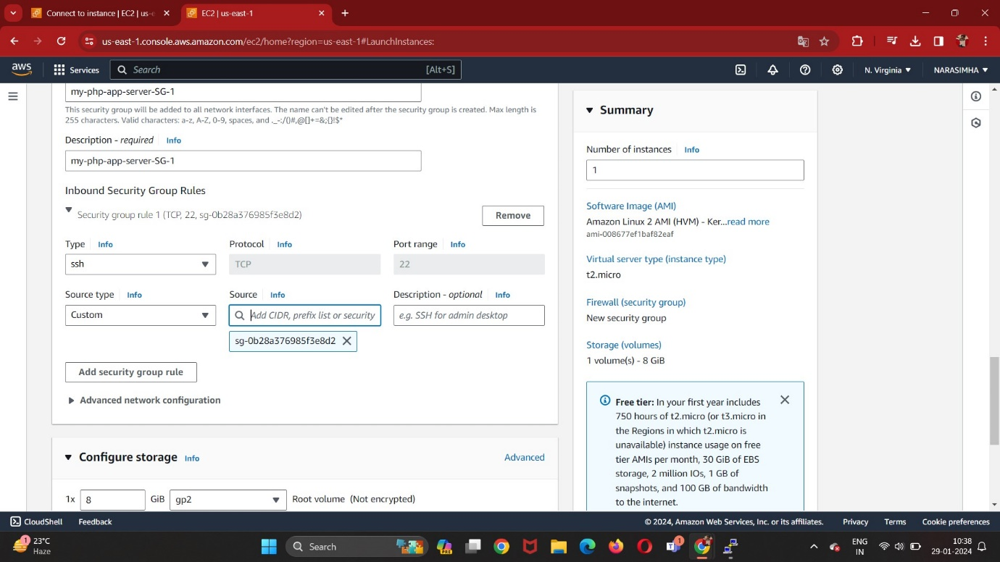 Connect to instance | EC2 | us-e
EC2 | us-east-1
us-east-1.console.aws.amazon.com/ec2/home?region=us-east-1#LaunchInstances:
aws
Services
Search
[Alt+S]
N. Virginia
NARASIMHA
my-php-app-server-SG-1
This security group will be added to all network interfaces. The name can't be edited after the security group is created. Max length is
255 characters. Valid characters: a-z, A-Z, 0-9, spaces, and ._-:/()#,@[]+=&;{}!$*
Description - required Info
my-php-app-server-SG-1
Inbound Security Group Rules
Security group rule 1 (TCP, 22, sg-0b28a376985f3e8d2)
Remove
Type Info
Protocol Info
Port range Info
ssh
TCP
22
Source type Info
Source Info
Description - optional Info
Custom
Add CIDR, prefix list or security
e.g. SSH for admin desktop
sg-0b28a376985f3e8d2
Add security group rule
Advanced network configuration
Configure storage Info
Advanced
1x
8
GiB
gp2
Root volume (Not encrypted)
Summary
Number of instances Info
1
Software Image (AMI)
Amazon Linux 2 AMI (HVM) - Ker...read more
ami-008677ef1baf82eaf
Virtual server type (instance type)
t2.micro
Firewall (security group)
New security group
Storage (volumes)
1 volume(s) - 8 GiB
Free tier: In your first year includes
750 hours of t2.micro (or t3.micro in
the Regions in which t2.micro is
unavailable) instance usage on free
tier AMIs per month, 30 GiB of EBS
storage, 2 million IOs, 1 GB of
snapshots, and 100 GB of bandwidth
to the internet.
CloudShell
Feedback
© 2024, Amazon Web Services, Inc. or its affiliates.
Privacy
Terms
Cookie preferences
1
23°C
Haze
Search
PRE
1
ENG
IN
10:38
29-01-2024